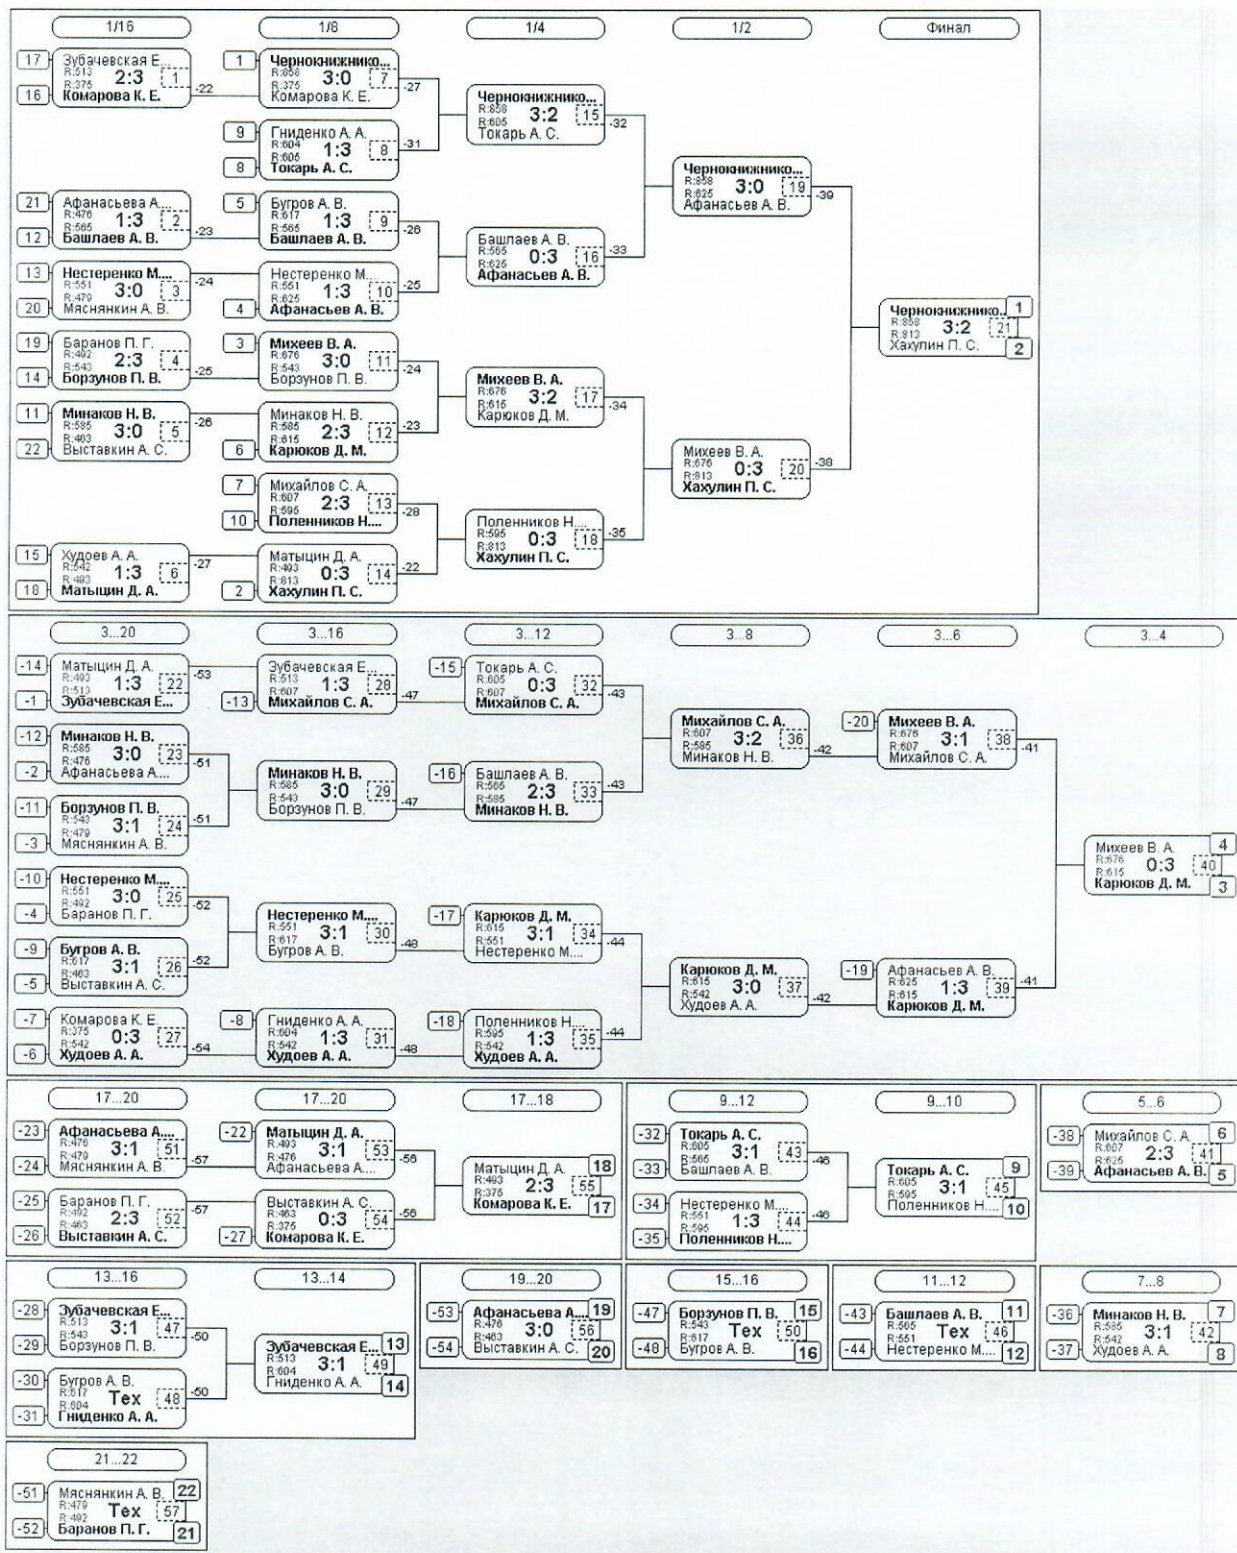 1/16 1/8 1/4 1/2 Финал
17 Зубачевская Е...
R:513
R:375 2:3 1
16 Комарова К. Е. -22
1 Чернокнижнико...
R:858
R:375 3:0 7 -27
Комарова К. Е.
9 Гниденко А. А.
R:604
R:605 1:3 8 -31
8 Токарь А. С.
21 Афанасьева А....
R:476
R:565 1:3 2
12 Башлаев А. В. -23
5 Бугров А. В.
R:617
R:565 1:3 9 -26
Башлаев А. В.
13 Нестеренко М....
R:551
R:479 3:0 3 -24
20 Мяснянкин А. В.
Нестеренко М....
R:551
R:625 1:3 10 -25
4 Афанасьев А. В.
19 Баранов П. Г.
R:492
R:543 2:3 4
14 Борзунов П. В. -25
3 Михеев В. А.
R:676
R:543 3:0 11 -24
Борзунов П. В.
11 Минаков Н. В.
R:585
R:463 3:0 5 -26
22 Выставкин А. С.
Минаков Н. В.
R:585
R:615 2:3 12 -23
6 Карюков Д. М.
7 Михайлов С. А.
R:607
R:595 2:3 13 -28
10 Поленников Н....
15 Худоев А. А.
R:542
R:493 1:3 6 -27
18 Матыцин Д. А.
Матыцин Д. А.
R:493
R:813 0:3 14 -22
2 Хахулин П. С.
Чернокнижнико...
R:858
R:605 3:2 15 -32
Токарь А. С.
Башлаев А. В.
R:565
R:625 0:3 16 -33
Афанасьев А. В.
Михеев В. А.
R:676
R:615 3:2 17 -34
Карюков Д. М.
Поленников Н....
R:595
R:813 0:3 18 -35
Хахулин П. С.
Чернокнижнико...
R:858
R:625 3:0 19 -39
Афанасьев А. В.
Михеев В. А.
R:676
R:813 0:3 20 -38
Хахулин П. С.
Чернокнижнико... 1
R:858
R:813 3:2 21
Хахулин П. С. 2
3...20 3...16 3...12 3...8 3...6 3...4
-14 Матыцин Д. А.
R:493
R:513 1:3 22 -53
-1 Зубачевская Е...
-12 Минаков Н. В.
R:585
R:476 3:0 23 -51
-2 Афанасьева А....
-11 Борзунов П. В.
R:543
R:479 3:1 24 -51
-3 Мяснянкин А. В.
-10 Нестеренко М....
R:551
R:492 3:0 25 -52
-4 Баранов П. Г.
-9 Бугров А. В.
R:617
R:463 3:1 26 -52
-5 Выставкин А. С.
-7 Комарова К. Е.
R:375
R:542 0:3 27 -54
-6 Худоев А. А.
Зубачевская Е...
R:513
R:607 1:3 28 -47
-13 Михайлов С. А.
Минаков Н. В.
R:585
R:543 3:0 29 -47
Борзунов П. В.
Нестеренко М....
R:551
R:617 3:1 30 -48
Бугров А. В.
-8 Гниденко А. А.
R:604
R:542 1:3 31 -48
Худоев А. А.
-15 Токарь А. С.
R:605
R:607 0:3 32 -43
Михайлов С. А.
-16 Башлаев А. В.
R:565
R:585 2:3 33 -43
Минаков Н. В.
-17 Карюков Д. М.
R:615
R:551 3:1 34 -44
Нестеренко М....
-18 Поленников Н....
R:595
R:542 1:3 35 -44
Худоев А. А.
Михайлов С. А.
R:607
R:585 3:2 36 -42
Минаков Н. В.
Карюков Д. М.
R:615
R:542 3:0 37 -42
Худоев А. А.
-20 Михеев В. А.
R:676
R:607 3:1 38 -41
Михайлов С. А.
-19 Афанасьев А. В.
R:625
R:615 1:3 39 -41
Карюков Д. М.
Михеев В. А. 4
R:676
R:615 0:3 40
Карюков Д. М. 3
17...20 17...20 17...18
-23 Афанасьева А....
R:476
R:479 3:1 51
-24 Мяснянкин А. В. -57
-25 Баранов П. Г.
R:492
R:463 2:3 52 -57
-26 Выставкин А. С.
-22 Матыцин Д. А.
R:493
R:476 3:1 53 -56
Афанасьева А....
Выставкин А. С.
R:463
R:375 0:3 54 -56
-27 Комарова К. Е.
Матыцин Д. А. 18
R:493
R:375 2:3 55
Комарова К. Е. 17
9...12 9...10
-32 Токарь А. С.
R:605
R:565 3:1 43 -46
-33 Башлаев А. В.
-34 Нестеренко М....
R:551
R:595 1:3 44 -46
-35 Поленников Н....
Токарь А. С. 9
R:605
R:595 3:1 45
Поленников Н.... 10
5...6
-38 Михайлов С. А. 6
R:607
R:625 2:3 41
-39 Афанасьев А. В. 5
13...16 13...14
-28 Зубачевская Е...
R:513
R:543 3:1 47 -50
-29 Борзунов П. В.
-30 Бугров А. В.
R:617
R:604 Тех 48 -50
-31 Гниденко А. А.
Зубачевская Е... 13
R:513
R:604 3:1 49
Гниденко А. А. 14
19...20
-53 Афанасьева А... 19
R:476
R:463 3:0 56
-54 Выставкин А. С. 20
15...16
-47 Борзунов П. В. 15
R:543
R:617 Тех 50
-48 Бугров А. В. 16
11...12
-43 Башлаев А. В. 11
R:565
R:551 Тех 46
-44 Нестеренко М.... 12
7...8
-36 Минаков Н. В. 7
R:585
R:542 3:1 42
-37 Худоев А. А. 8
21...22
-51 Мяснянкин А. В. 22
R:479
R:492 Тех 57
-52 Баранов П. Г. 21